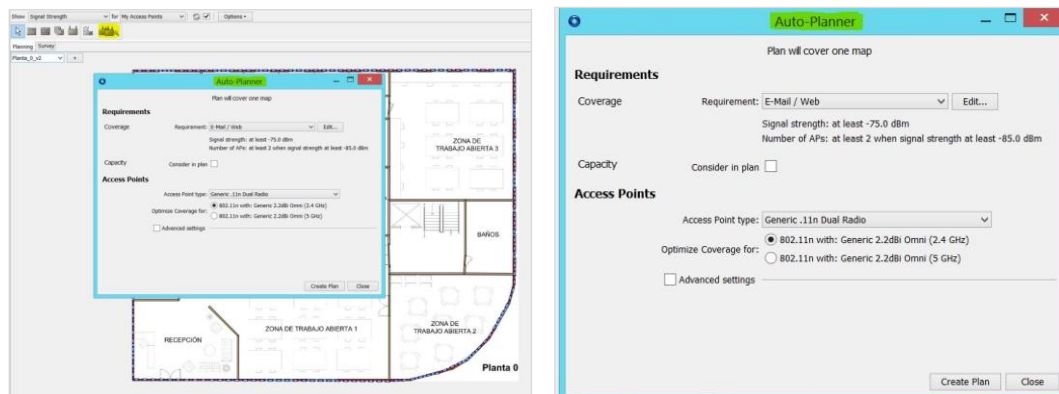 Show Signal Strength for My Access Points Options
Planning Survey
Planta_0_v2 +
Auto-Planner
Plan will cover one map
Requirements
Coverage Requirement: E-Mail / Web Edit...
Signal strength: at least -75.0 dBm
Number of APs: at least 2 when signal strength at least -85.0 dBm
Capacity Consider in plan
Access Points
Access Point type: Generic .11n Dual Radio
Optimize Coverage for: 802.11n with: Generic 2.2dBi Omni (2.4 GHz)
802.11n with: Generic 2.2dBi Omni (5 GHz)
Advanced settings
Create Plan Close
ZONA DE
TRABAJO ABIERTA 3
BAÑOS
ZONA DE TRABAJO ABIERTA 1
ZONA DE
TRABAJO ABIERTA 2
RECEPCIÓN
Planta 0
Auto-Planner
Plan will cover one map
Requirements
Coverage Requirement: E-Mail / Web Edit...
Signal strength: at least -75.0 dBm
Number of APs: at least 2 when signal strength at least -85.0 dBm
Capacity Consider in plan
Access Points
Access Point type: Generic .11n Dual Radio
Optimize Coverage for: 802.11n with: Generic 2.2dBi Omni (2.4 GHz)
802.11n with: Generic 2.2dBi Omni (5 GHz)
Advanced settings
Create Plan Close